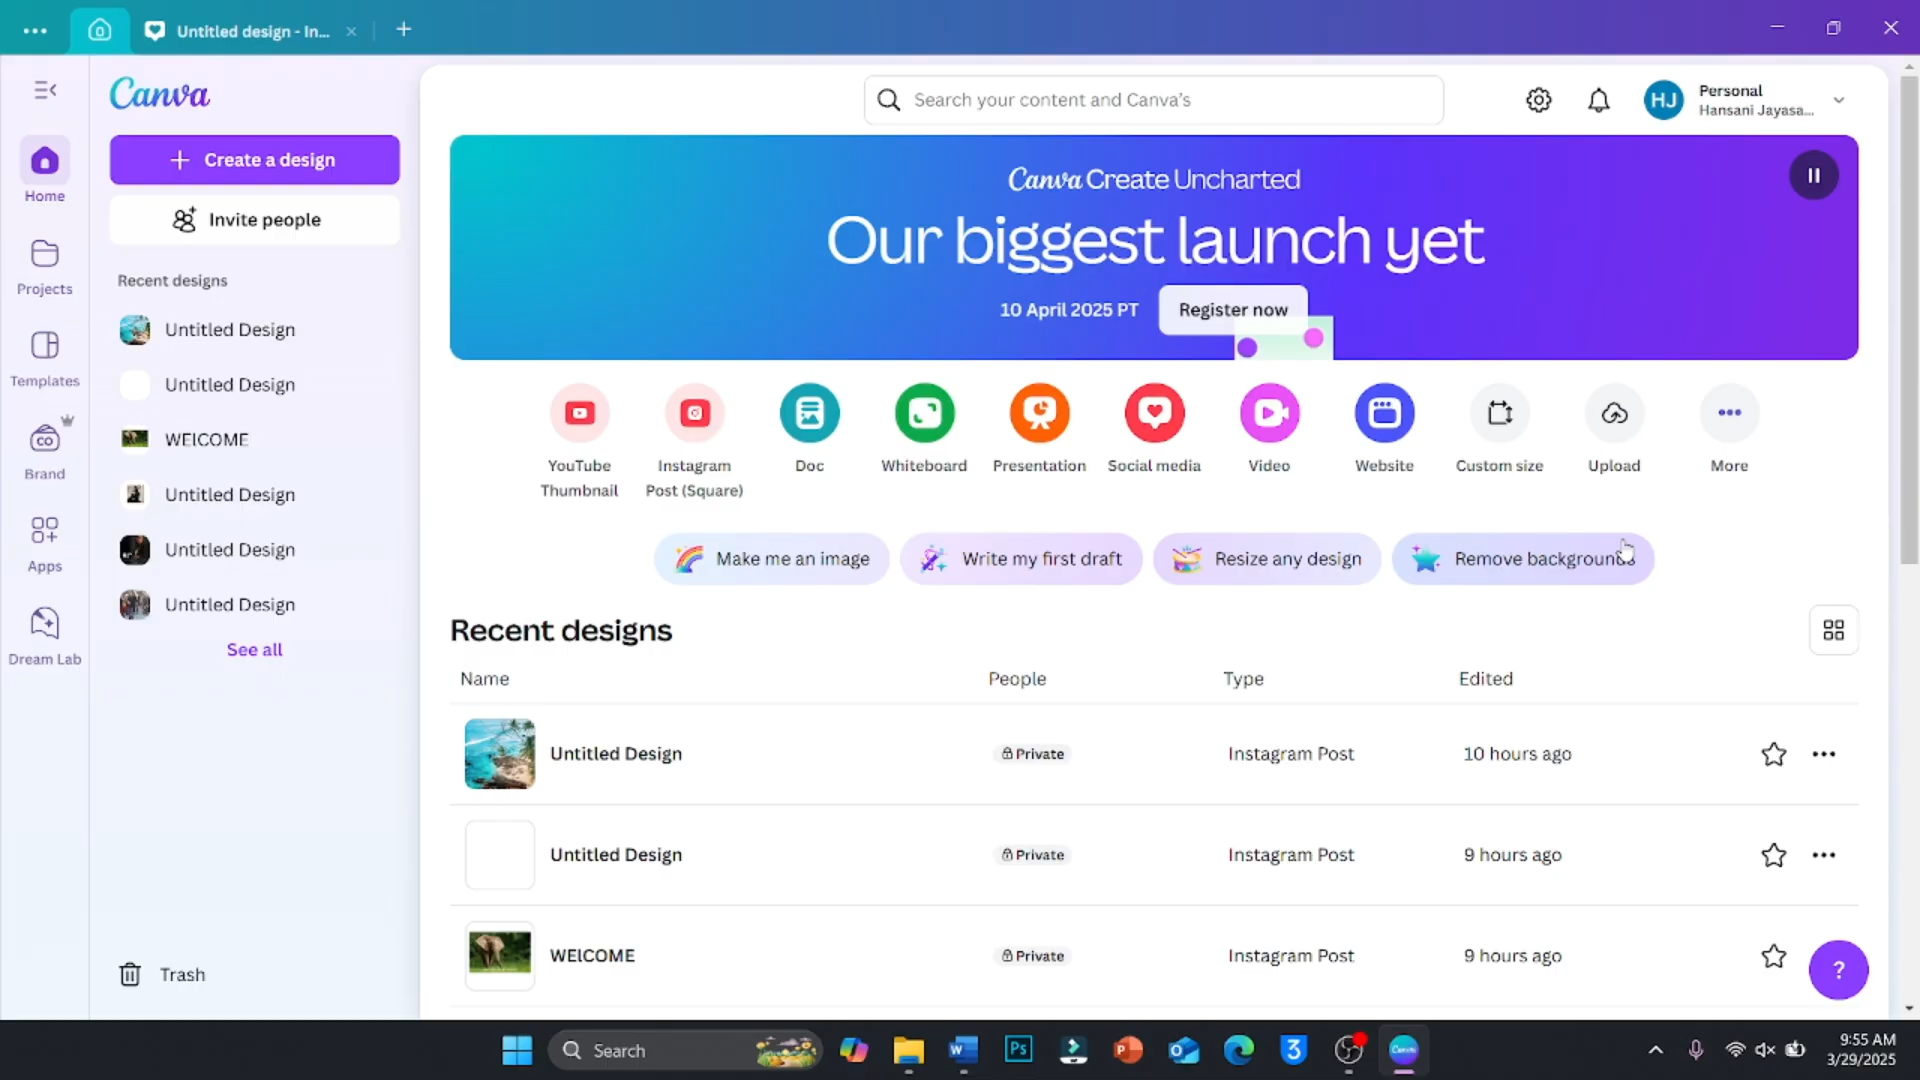 Untitled design - In...
Canva
Create a design
Invite people
Recent designs
Untitled Design
Untitled Design
WElCOME
Untitled Design
Untitled Design
Untitled Design
See all
Trash
Home
Projects
Templates
CO
Brand
Apps
Dream Lab
Search your content and Canva's
HJ
Personal
Hansani Jayasa...
Canva Create Uncharted
Our biggest launch yet
10 April 2025 PT
Register now
YouTube
Thumbnail
Instagram
Post (Square)
Doc
Whiteboard
Presentation
Social media
Video
Website
Custom size
Upload
More
Make me an image
Write my first draft
Resize any design
Remove backgrounds
Recent designs
Name People Type Edited
Untitled Design Private Instagram Post 10 hours ago
Untitled Design Private Instagram Post 9 hours ago
WElCOME Private Instagram Post 9 hours ago
?
Search
W
Ps
P
O
3
Canva
9:55 AM
3/29/2025